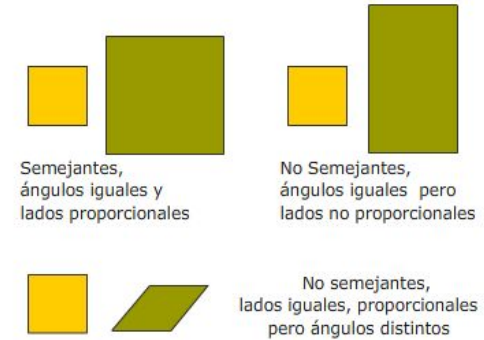 Semejantes,
ángulos iguales y
lados proporcionales
No Semejantes,
ángulos iguales pero
lados no proporcionales
No semejantes,
lados iguales, proporcionales
pero ángulos distintos